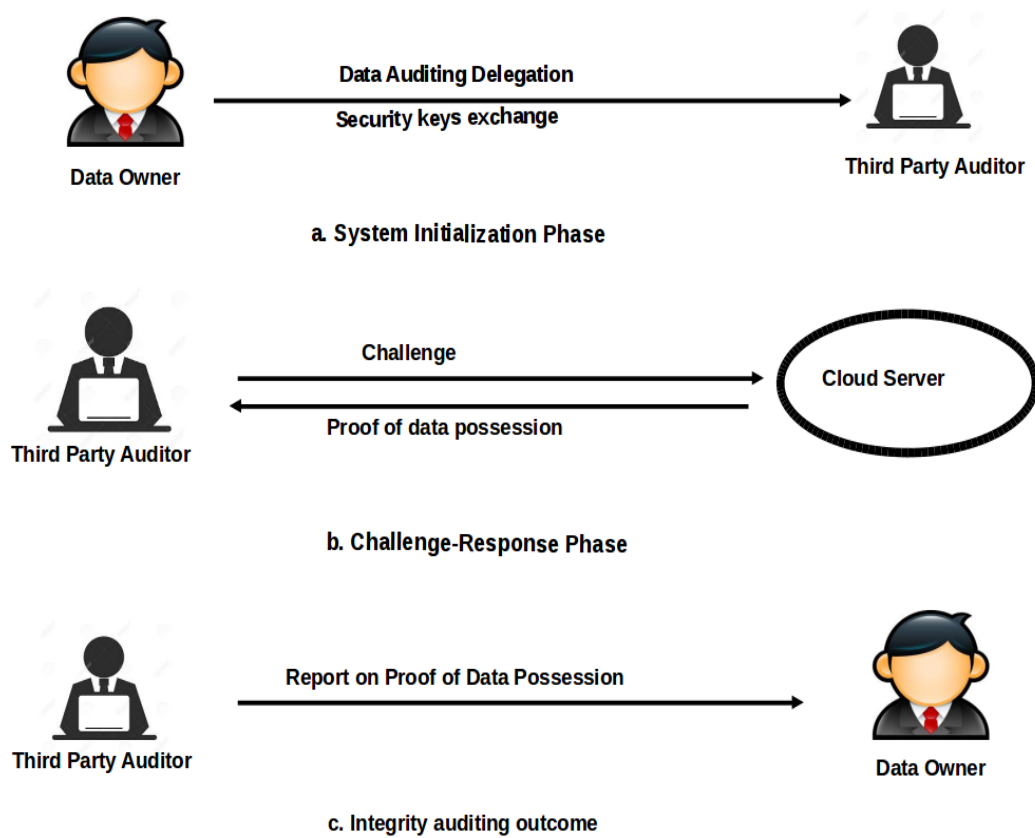 Data Auditing Delegation
Security keys exchange
Data Owner
Third Party Auditor
a. System Initialization Phase
Challenge
Cloud Server
Proof of data possession
Third Party Auditor
b. Challenge-Response Phase
Report on Proof of Data Possession
Third Party Auditor
Data Owner
c. Integrity auditing outcome